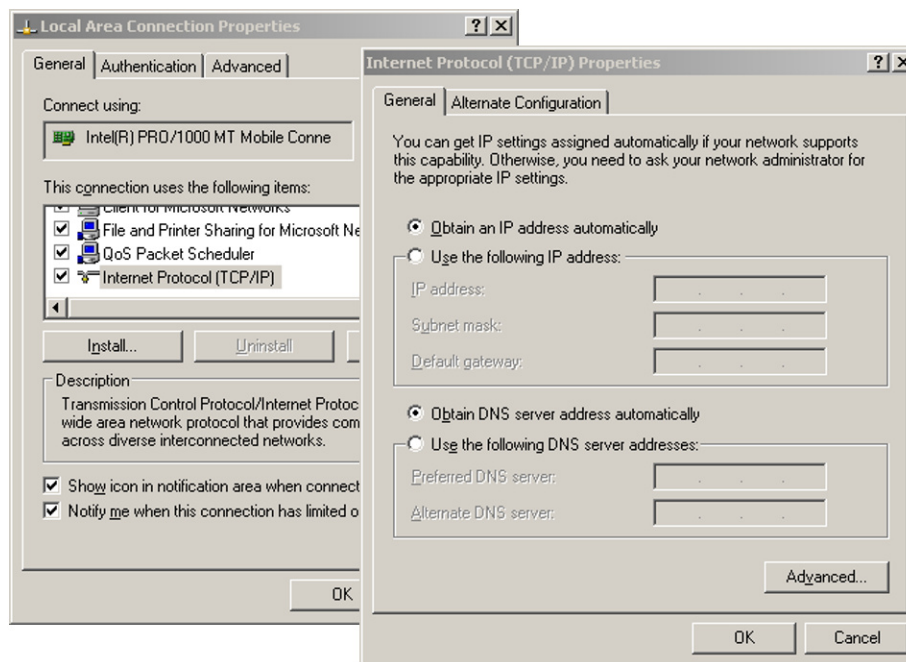 Local Area Connection Properties
General
Authentication
Advanced
Connect using:
Intel(R) PRO/1000 MT Mobile Conne
This connection uses the following items:
Client for Microsoft Networks
File and Printer Sharing for Microsoft Ne
QoS Packet Scheduler
Internet Protocol (TCP/IP)
Install...
Uninstall
Description
Transmission Control Protocol/Internet Protoc
wide area network protocol that provides com
across diverse interconnected networks.
Show icon in notification area when connect
Notify me when this connection has limited o
OK
Internet Protocol (TCP/IP) Properties
General
Alternate Configuration
You can get IP settings assigned automatically if your network supports
this capability. Otherwise, you need to ask your network administrator for
the appropriate IP settings.
Obtain an IP address automatically
Use the following IP address:
IP address:
Subnet mask:
Default gateway:
Obtain DNS server address automatically
Use the following DNS server addresses:
Preferred DNS server:
Alternate DNS server:
Advanced...
OK
Cancel